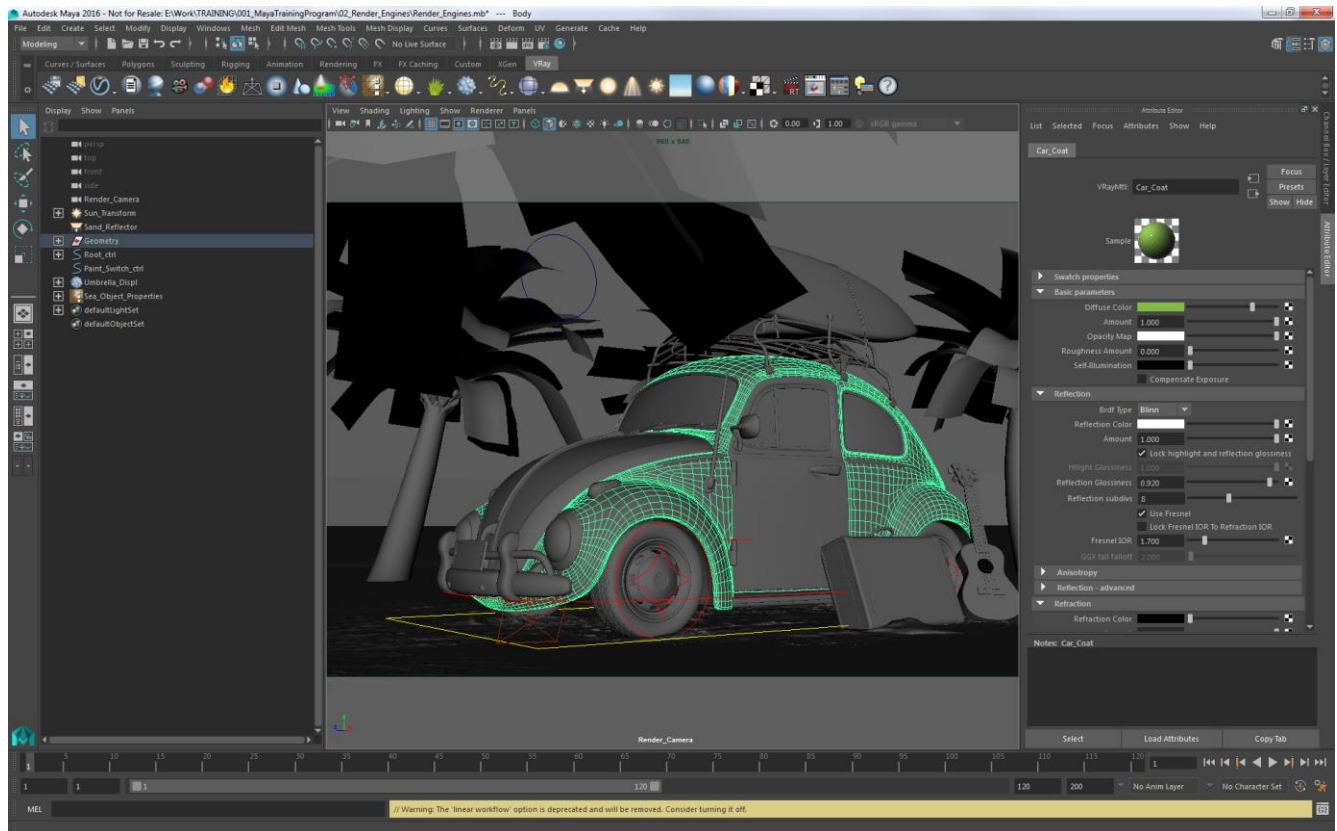 Autodesk Maya 2016 - Not for Resale: E:\Work\TRAINING\001_MayaTrainingProgram\02_Render_Engines\Render_Engines.mb* --- Body
File Edit Create Select Modify Display Windows Mesh Edit Mesh Mesh Tools Mesh Display Curves Surfaces Deform UV Generate Cache Help
Modeling No Live Surface
Curves / Surfaces Polygons Sculpting Rigging Animation Rendering FX FX Caching Custom XGen VRay
RT
Display Show Panels
persp
top
front
side
Render_Camera
Sun_Transform
Sand_Reflector
Geometry
Root_ctrl
Paint_Switch_ctrl
Umbrella_Displ
Sea_Object_Properties
defaultLightSet
defaultObjectSet
View Shading Lighting Show Renderer Panels
0.00 1.00 sRGB gamma
960 x 540
Render_Camera
Attribute Editor
List Selected Focus Attributes Show Help
Car_Coat
Focus
VRayMtl: Car_Coat Presets
Show Hide
Sample
Swatch properties
Basic parameters
Diffuse Color
Amount 1.000
Opacity Map
Roughness Amount 0.000
Self-Illumination
Compensate Exposure
Reflection
Brdf Type Blinn
Reflection Color
Amount 1.000
Lock highlight and reflection glossiness
Hilight Glossiness 1.000
Reflection Glossiness 0.920
Reflection subdivs 8
Use Fresnel
Lock Fresnel IOR To Refraction IOR
Fresnel IOR 1.700
GGX tail falloff 2.000
Anisotropy
Reflection - advanced
Refraction
Refraction Color
Notes: Car_Coat
Select Load Attributes Copy Tab
Channel Box / Layer Editor
Attribute Editor
1 5 10 15 20 25 30 35 40 45 50 55 60 65 70 75 80 85 90 95 100 105 110 115 120 1
1 1 1 120 120 200 No Anim Layer No Character Set
MEL // Warning: The 'linear workflow' option is deprecated and will be removed. Consider turning it off.